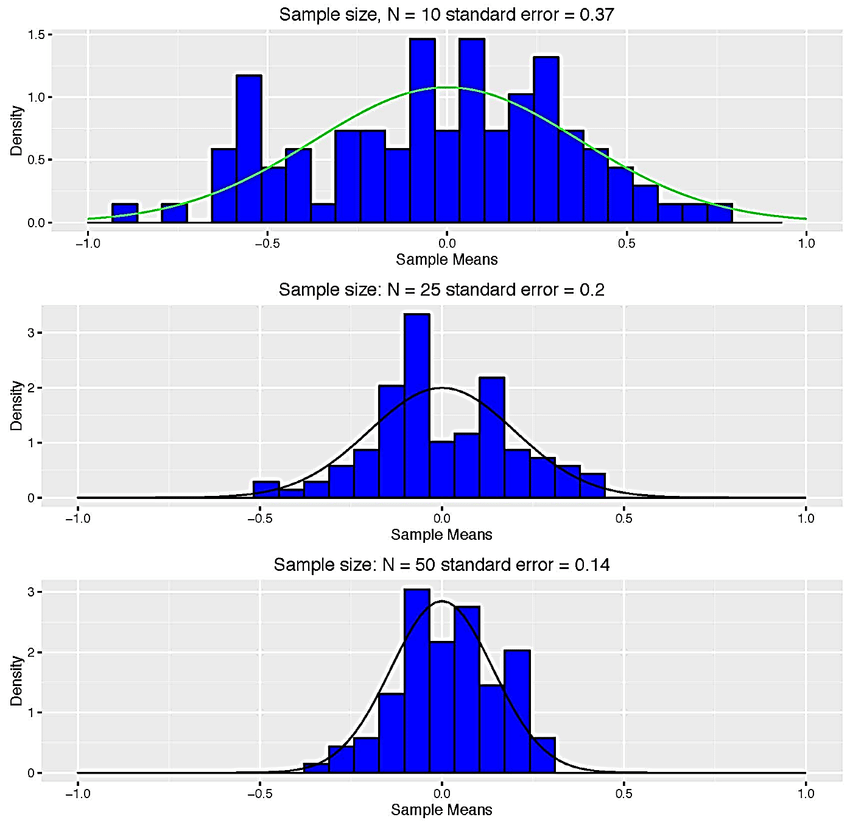 Sample size, N = 10 standard error = 0.37
1.5
1.0
0.5
0.0
Density
−1.0 −0.5 0.0 0.5 1.0
Sample Means
Sample size: N = 25 standard error = 0.2
3
2
1
0
Density
−1.0 −0.5 0.0 0.5 1.0
Sample Means
Sample size: N = 50 standard error = 0.14
3
2
1
0
Density
−1.0 −0.5 0.0 0.5 1.0
Sample Means